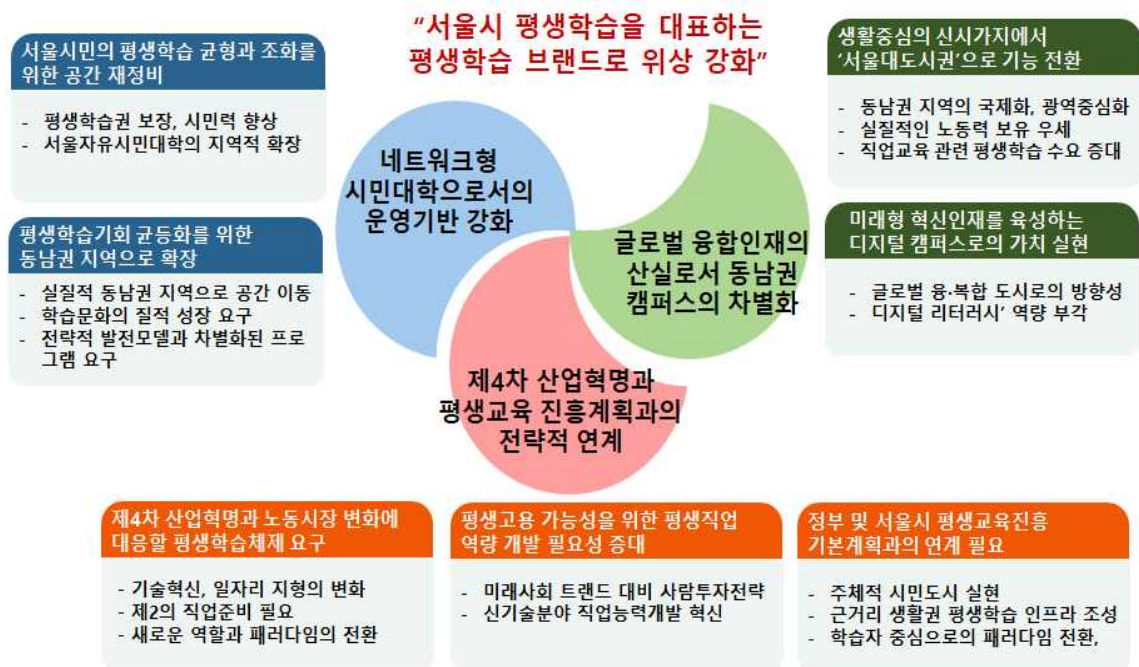 “서울시 평생학습을 대표하는
평생학습 브랜드로 위상 강화”
서울시민의 평생학습 균형과 조화를
위한 공간 재정비
- 평생학습권 보장, 시민력 향상
- 서울자유시민대학의 지역적 확장
평생학습기회 균등화를 위한
동남권 지역으로 확장
- 실질적 동남권 지역으로 공간 이동
- 학습문화의 질적 성장 요구
- 전략적 발전모델과 차별화된 프로
그램 요구
네트워크형
시민대학으로서의
운영기반 강화
글로벌 융합인재의
산실로서 동남권
캠퍼스의 차별화
제4차 산업혁명과
평생교육 진흥계획과의
전략적 연계
생활중심의 신시가지에서
‘서울대도시권’으로 기능 전환
- 동남권 지역의 국제화, 광역중심화
- 실질적인 노동력 보유 우세
- 직업교육 관련 평생학습 수요 증대
미래형 혁신인재를 육성하는
디지털 캠퍼스로의 가치 실현
- 글로벌 융·복합 도시로의 방향성
- 디지털 리터러시’ 역량 부각
제4차 산업혁명과 노동시장 변화에
대응할 평생학습체제 요구
- 기술혁신, 일자리 지형의 변화
- 제2의 직업준비 필요
- 새로운 역할과 패러다임의 전환
평생고용 가능성을 위한 평생직업
역량 개발 필요성 증대
- 미래사회 트랜드 대비 사람투자전략
- 신기술분야 직업능력개발 혁신
정부 및 서울시 평생교육진흥
기본계획과의 연계 필요
- 주체적 시민도시 실현
- 근거리 생활권 평생학습 인프라 조성
- 학습자 중심으로의 패러다임 전환,